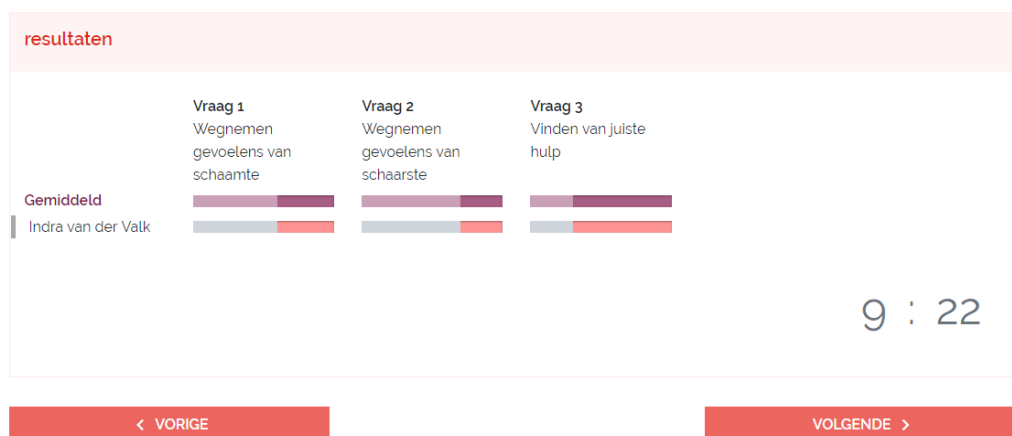 resultaten
Vraag 1
Wegnemen
gevoelens van
schaamte
Vraag 2
Wegnemen
gevoelens van
schaarste
Vraag 3
Vinden van juiste
hulp
Gemiddeld
Indra van der Valk
9 : 22
< VORIGE
VOLGENDE >